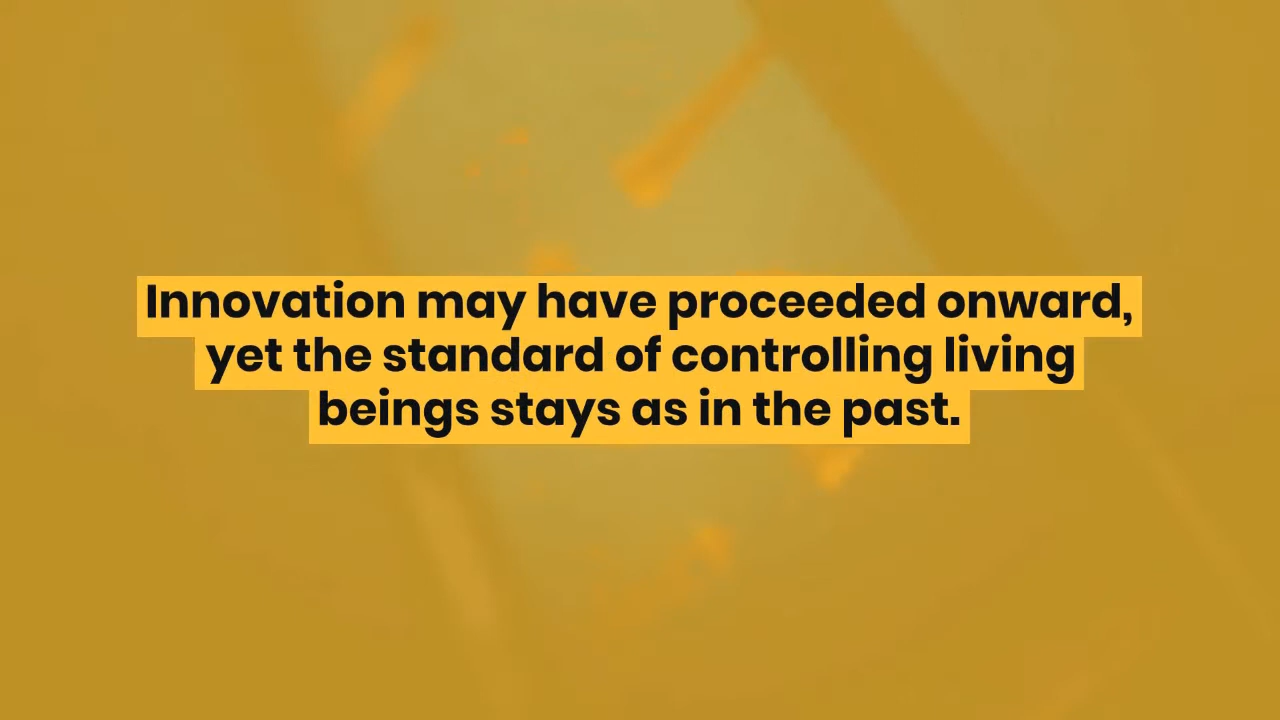 Innovation may have proceeded onward,
yet the standard of controlling living
beings stays as in the past.